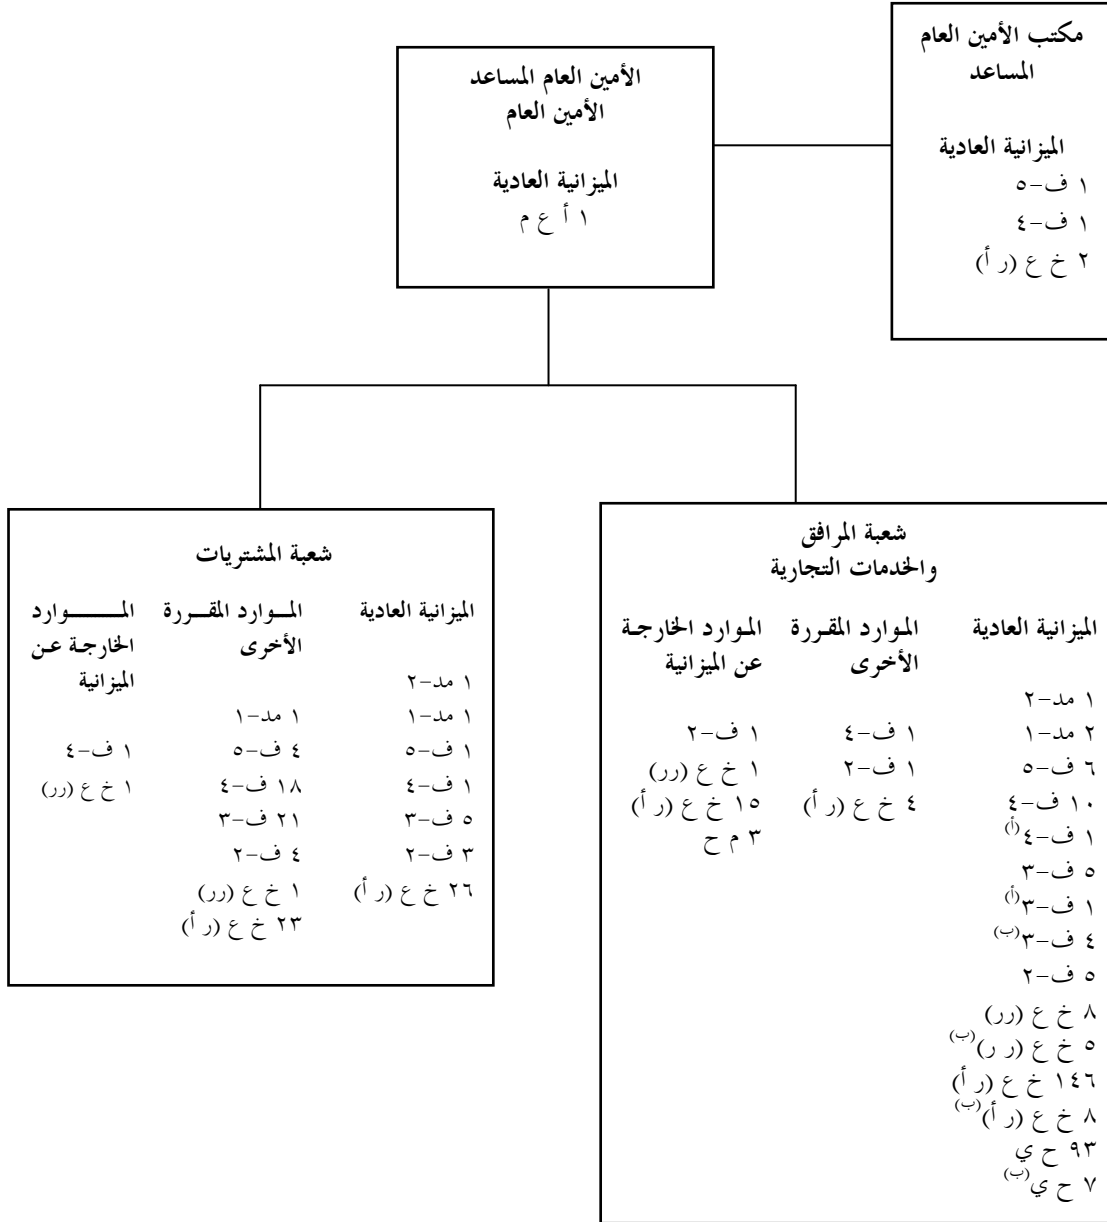 مكتب الأمين العام
المساعد
الميزانية العادية
١ ف-٥
١ ف-٤
٢ خ ع (ر أ)
الأمين العام المساعد
الأمين العام
الميزانية العادية
١ أ ع م
شعبة المرافق
والخدمات التجارية
الميزانية العادية
١ مد-٢
٢ مد-١
٦ ف-٥
١٠ ف-٤
١ ف-٤(أ)
٥ ف-٣
١ ف-٣(أ)
٤ ف-٣(ب)
٥ ف-٢
٨ خ ع (رر)
٥ خ ع (ر ر)(ب)
١٤٦ خ ع (ر أ)
٨ خ ع (ر أ)(ب)
٩٣ ح ي
٧ ح ي(ب)
الموارد المقررة
الأخرى
١ ف-٤
١ ف-٢
٤ خ ع (ر أ)
الموارد الخارجة
عن الميزانية
١ ف-٢
١ خ ع (رر)
١٥ خ ع (ر أ)
٣ م ح
شعبة المشتريات
الميزانية العادية
١ مد-٢
١ مد-١
١ ف-٥
١ ف-٤
٥ ف-٣
٣ ف-٢
٢٦ خ ع (ر أ)
المــوارد المقــررة
الأخرى
١ مد-١
٤ ف-٥
١٨ ف-٤
٢١ ف-٣
٤ ف-٢
١ خ ع (رر)
٢٣ خ ع (ر أ)
المـــــــوارد
الخارجـة عـن
الميزانية
١ ف-٤
١ خ ع (رر)